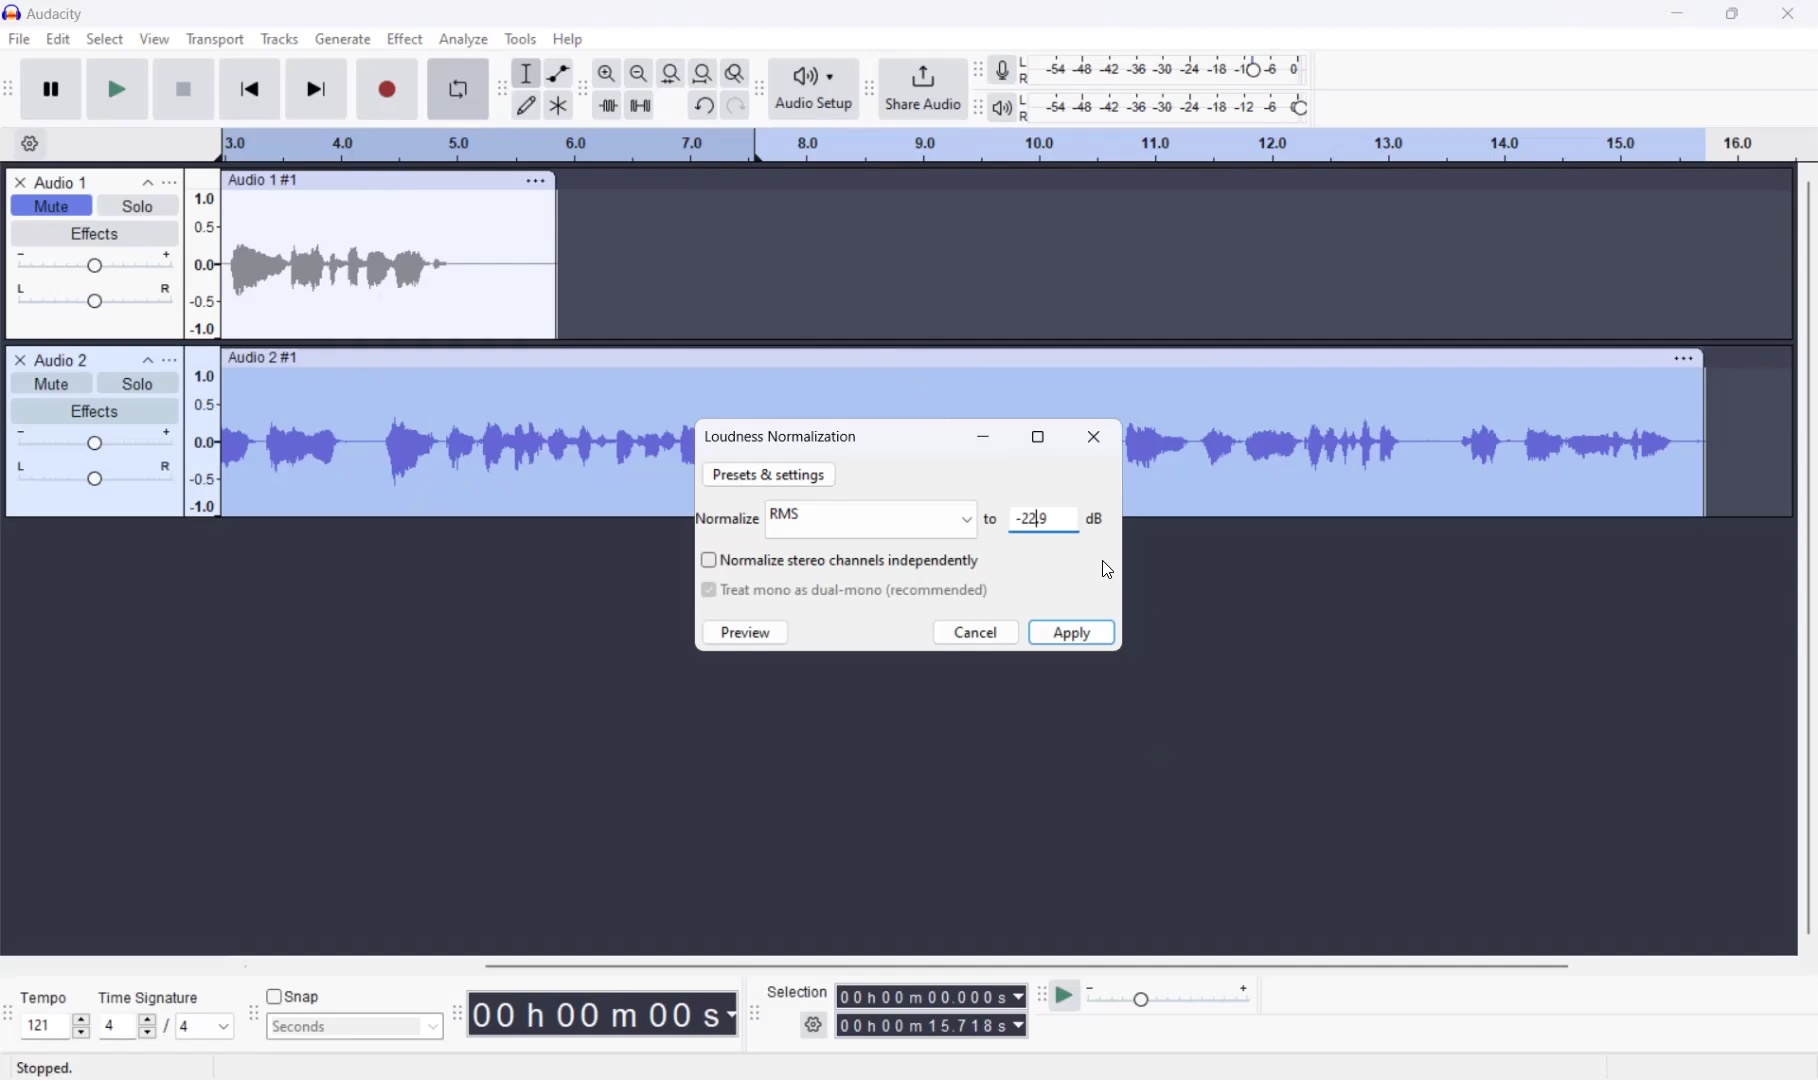 Audacity
File Edit Select View Transport Tracks Generate Effect Analyze Tools Help
Audio Setup
Share Audio
L
R
-54 -48 -42 -36 -30 -24 -18 -6 0
L
R
-54 -48 -42 -36 -30 -24 -18 -12 -6
3.0 4.0 5.0 6.0 7.0 8.0 9.0 10.0 11.0 12.0 13.0 14.0 15.0 16.0
Audio 1
Mute Solo
Effects
- +
L R
1.0
0.5
0.0
-0.5
-1.0
Audio 1 #1
Audio 2
Mute Solo
Effects
- +
L R
1.0
0.5
0.0
-0.5
-1.0
Audio 2 #1
Loudness Normalization
Presets & settings
Normalize RMS to -22.9 dB
Normalize stereo channels independently
Treat mono as dual-mono (recommended)
Preview Cancel Apply
Tempo
121
Time Signature
4 / 4
Snap
Seconds
00 h 00 m 00 s
Selection
00 h 00 m 00.000 s
00 h 00 m 15.718 s
- +
Stopped.